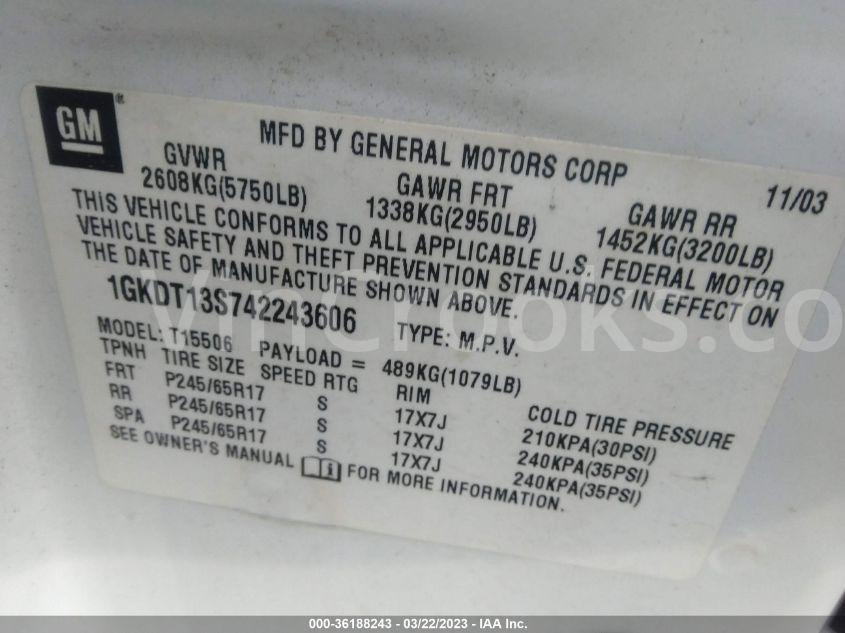 GM®
MFD BY GENERAL MOTORS CORP
11/03
GVWR GAWR FRT GAWR RR
2608KG(5750LB) 1338KG(2950LB) 1452KG(3200LB)
THIS VEHICLE CONFORMS TO ALL APPLICABLE U.S. FEDERAL MOTOR
VEHICLE SAFETY AND THEFT PREVENTION STANDARDS IN EFFECT ON
THE DATE OF MANUFACTURE SHOWN ABOVE.
1GKDT13S742243606 TYPE: M.P.V.
MODEL: T15506 PAYLOAD = 489KG(1079LB)
TPNH TIRE SIZE SPEED RTG RIM COLD TIRE PRESSURE
FRT P245/65R17 S 17X7J 210KPA(30PSI)
RR P245/65R17 S 17X7J 240KPA(35PSI)
SPA P245/65R17 S 17X7J 240KPA(35PSI)
SEE OWNER'S MANUAL i FOR MORE INFORMATION.
VinCrooks.co
000-36188243 - 03/22/2023 - IAA Inc.